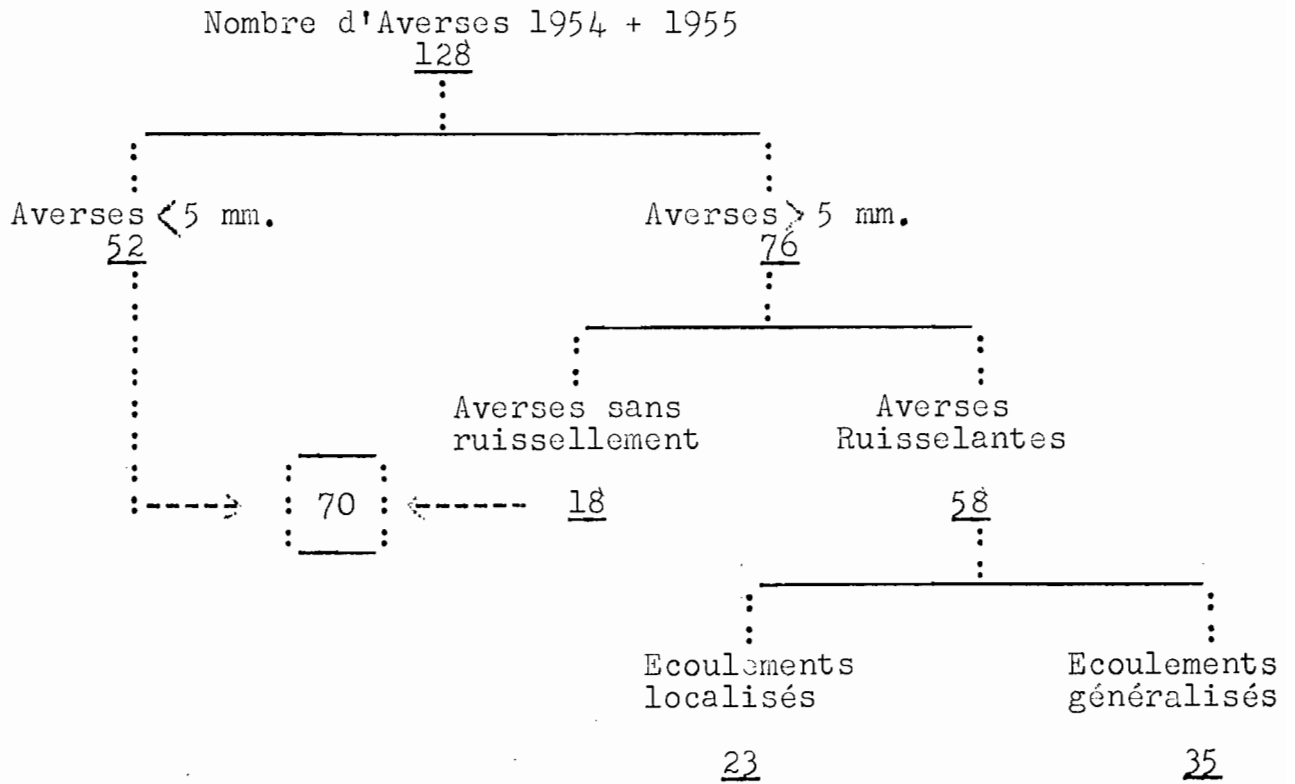 Nombre d'Averses 1954 + 1955
128
Averses <5 mm.
52
Averses > 5 mm.
76
Averses sans
ruissellement
Averses
Ruisselantes
70
18
58
Ecoulements
localisés
Ecoulements
généralisés
23
35